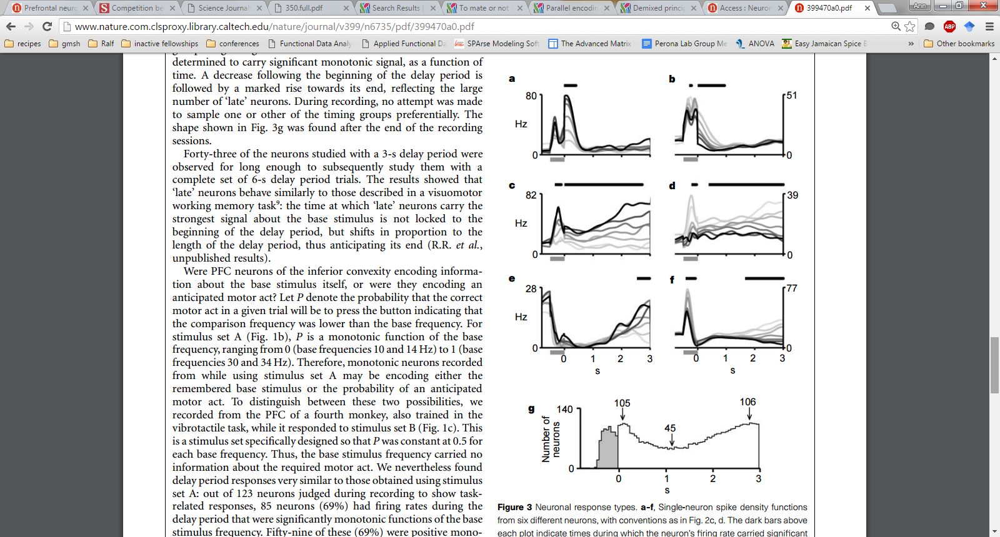 Prefrontal neur
Competition be
Science Journals
350.full.pdf
Search Results |
To mate or not
Parallel encodin
Demixed princi
Access : Neuron
399470a0.pdf
Ann
www.nature.com.clsproxy.library.caltech.edu/nature/journal/v399/n6735/pdf/399470a0.pdf
ABP
recipes
gmsh
Ralf
inactive fellowships
conferences
Functional Data Analy
Applied Functional Da
SPArse Modeling Soft
The Advanced Matrix
Perona Lab Group Me
ANOVA
Easy Jamaican Spice B
»
Other bookmarks
determined to carry significant monotonic signal, as a function of
time. A decrease following the beginning of the delay period is
followed by a marked rise towards its end, reflecting the large
number of ‘late’ neurons. During recording, no attempt was made
to sample one or other of the timing groups preferentially. The
shape shown in Fig. 3g was found after the end of the recording
sessions.
Forty-three of the neurons studied with a 3-s delay period were
observed for long enough to subsequently study them with a
complete set of 6-s delay period trials. The results showed that
‘late’ neurons behave similarly to those described in a visuomotor
working memory task⁹: the time at which ‘late’ neurons carry the
strongest signal about the base stimulus is not locked to the
beginning of the delay period, but shifts in proportion to the
length of the delay period, thus anticipating its end (R.R. et al.,
unpublished results).
Were PFC neurons of the inferior convexity encoding informa-
tion about the base stimulus itself, or were they encoding an
anticipated motor act? Let P denote the probability that the correct
motor act in a given trial will be to press the button indicating that
the comparison frequency was lower than the base frequency. For
stimulus set A (Fig. 1b), P is a monotonic function of the base
frequency, ranging from 0 (base frequencies 10 and 14 Hz) to 1 (base
frequencies 30 and 34 Hz). Therefore, monotonic neurons recorded
from while using stimulus set A may be encoding either the
remembered base stimulus or the probability of an anticipated
motor act. To distinguish between these two possibilities, we
recorded from the PFC of a fourth monkey, also trained in the
vibrotactile task, while it responded to stimulus set B (Fig. 1c). This
is a stimulus set specifically designed so that P was constant at 0.5 for
each base frequency. Thus, the base stimulus frequency carried no
information about the required motor act. We nevertheless found
delay period responses very similar to those obtained using stimulus
set A: out of 123 neurons judged during recording to show task-
related responses, 85 neurons (69%) had firing rates during the
delay period that were significantly monotonic functions of the base
stimulus frequency. Fifty-nine of these (69%) were positive mono-
a
80
Hz
0
b
51
0
c
82
Hz
0
d
39
0
e
28
Hz
0
0 1 2 3
s
f
77
0
0 1 2 3
s
g
140
0
Number of
neurons
105
45
106
0 1 2 3
s
Figure 3 Neuronal response types. a–f, Single-neuron spike density functions
from six different neurons, with conventions as in Fig. 2c, d. The dark bars above
each plot indicate times during which the neuron's firing rate carried significant